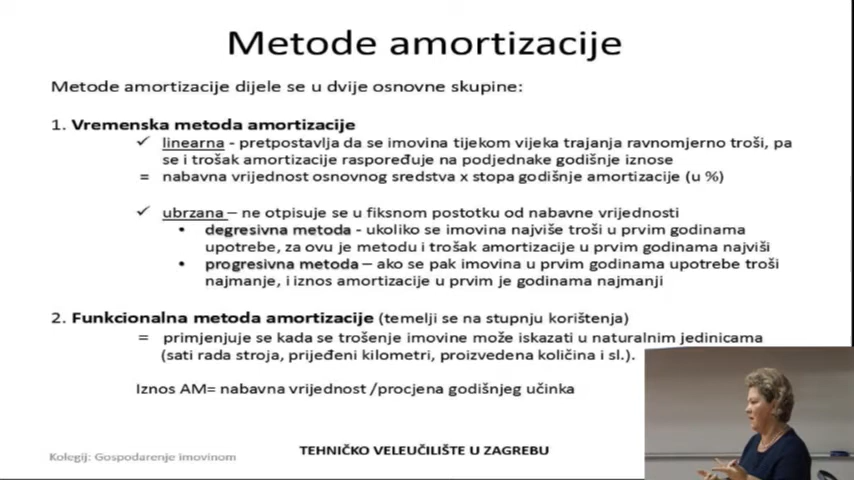 Metode amortizacije
Metode amortizacije dijele se u dvije osnovne skupine:
1. Vremenska metoda amortizacije
✓ linearna - pretpostavlja da se imovina tijekom vijeka trajanja ravnomjerno troši, pa
se i trošak amortizacije raspoređuje na podjednake godišnje iznose
= nabavna vrijednost osnovnog sredstva x stopa godišnje amortizacije (u %)
✓ ubrzana – ne otpisuje se u fiksnom postotku od nabavne vrijednosti
• degresivna metoda - ukoliko se imovina najviše troši u prvim godinama
upotrebe, za ovu je metodu i trošak amortizacije u prvim godinama najviši
• progresivna metoda – ako se pak imovina u prvim godinama upotrebe troši
najmanje, i iznos amortizacije u prvim je godinama najmanji
2. Funkcionalna metoda amortizacije (temelji se na stupnju korištenja)
= primjenjuje se kada se trošenje imovine može iskazati u naturalnim jedinicama
(sati rada stroja, prijeđeni kilometri, proizvedena količina i sl.).
Iznos AM= nabavna vrijednost /procjena godišnjeg učinka
Kolegij: Gospodarenje imovinom
TEHNIČKO VELEUČILIŠTE U ZAGREBU